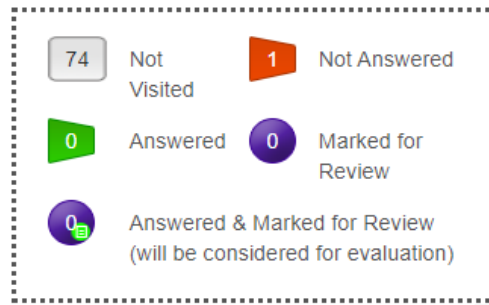 74 Not Visited
1 Not Answered
0 Answered
0 Marked for Review
0 Answered & Marked for Review
(will be considered for evaluation)